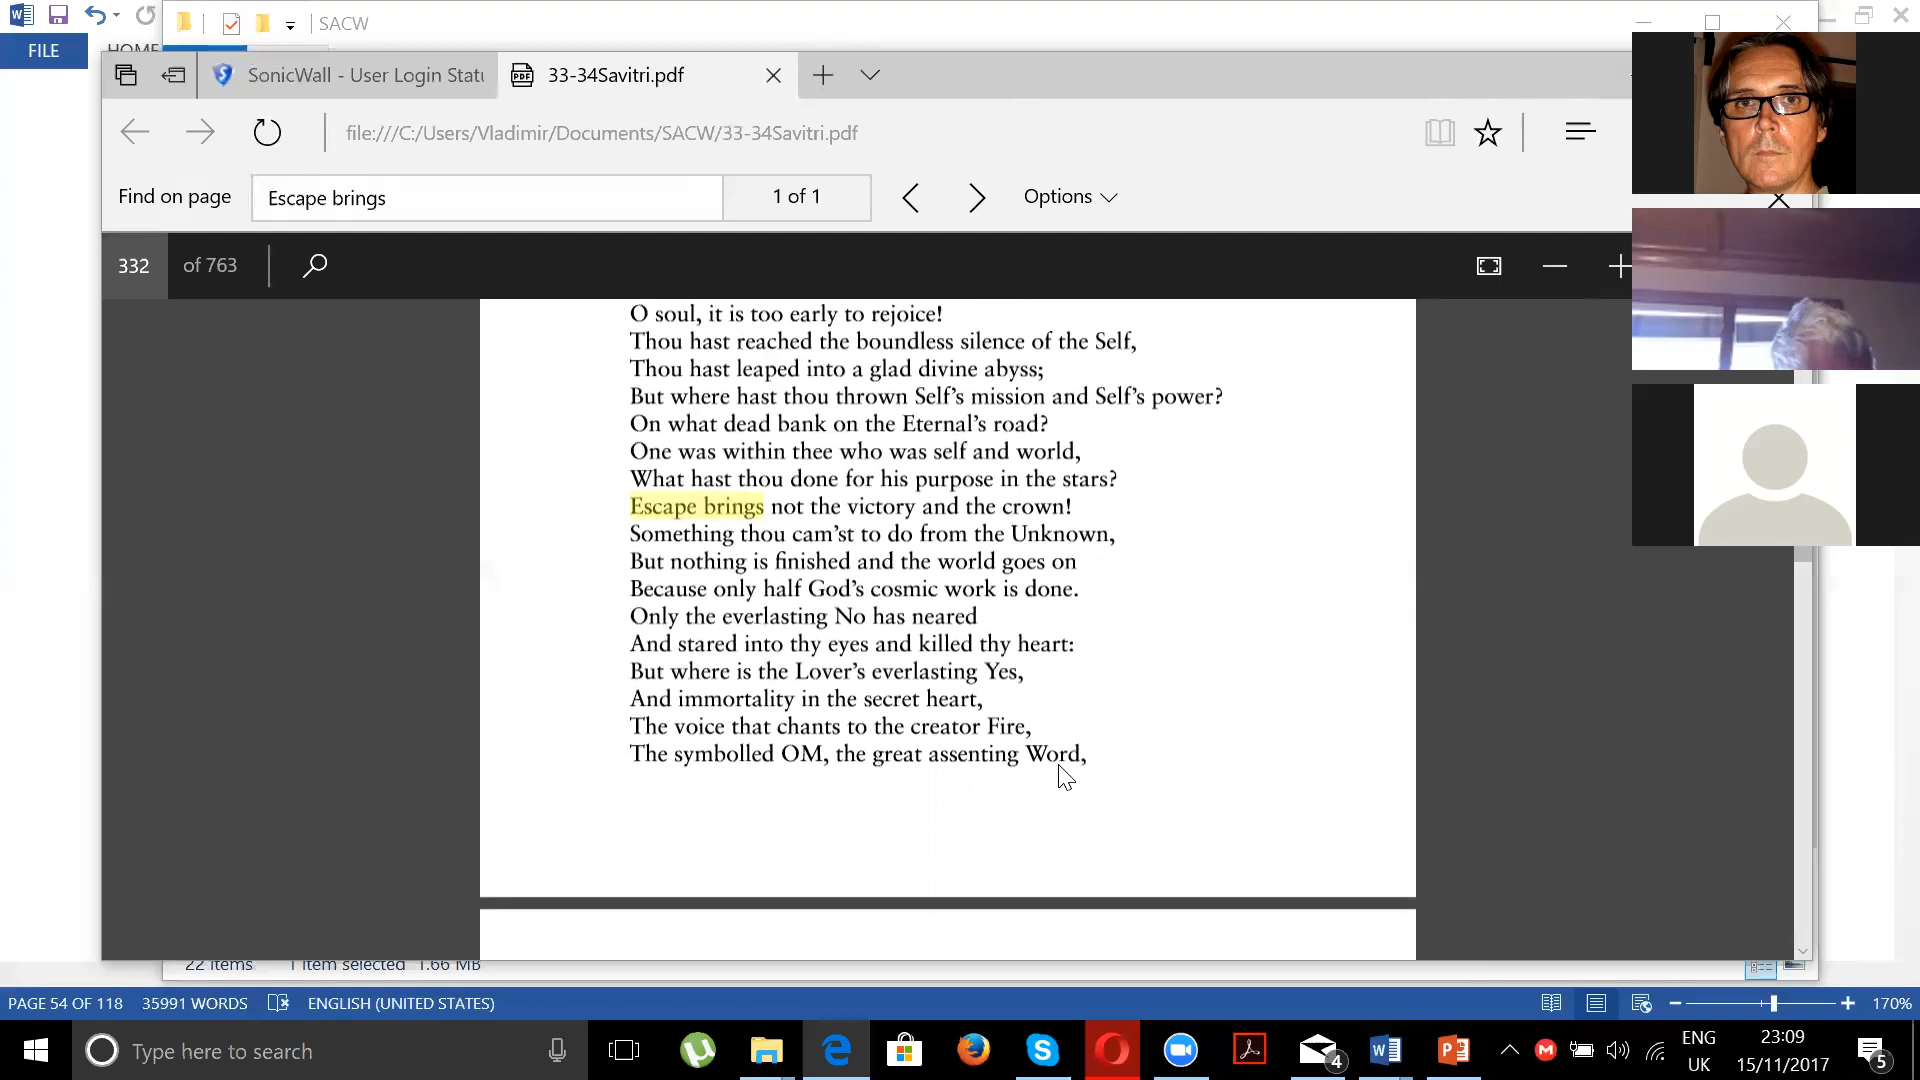 SACW
FILE
HOME
SonicWall - User Login Statu
PDF
33-34Savitri.pdf
file:///C:/Users/Vladimir/Documents/SACW/33-34Savitri.pdf
Find on page
Escape brings
1 of 1
Options
332
of 763
O soul, it is too early to rejoice!
Thou hast reached the boundless silence of the Self,
Thou hast leaped into a glad divine abyss;
But where hast thou thrown Self’s mission and Self’s power?
On what dead bank on the Eternal’s road?
One was within thee who was self and world,
What hast thou done for his purpose in the stars?
Escape brings not the victory and the crown!
Something thou cam’st to do from the Unknown,
But nothing is finished and the world goes on
Because only half God’s cosmic work is done.
Only the everlasting No has neared
And stared into thy eyes and killed thy heart:
But where is the Lover’s everlasting Yes,
And immortality in the secret heart,
The voice that chants to the creator Fire,
The symbolled OM, the great assenting Word,
22 items 1 item selected 1.66 MB
PAGE 54 OF 118 35991 WORDS ENGLISH (UNITED STATES)
170%
Type here to search
4
ENG
UK
23:09
15/11/2017
5